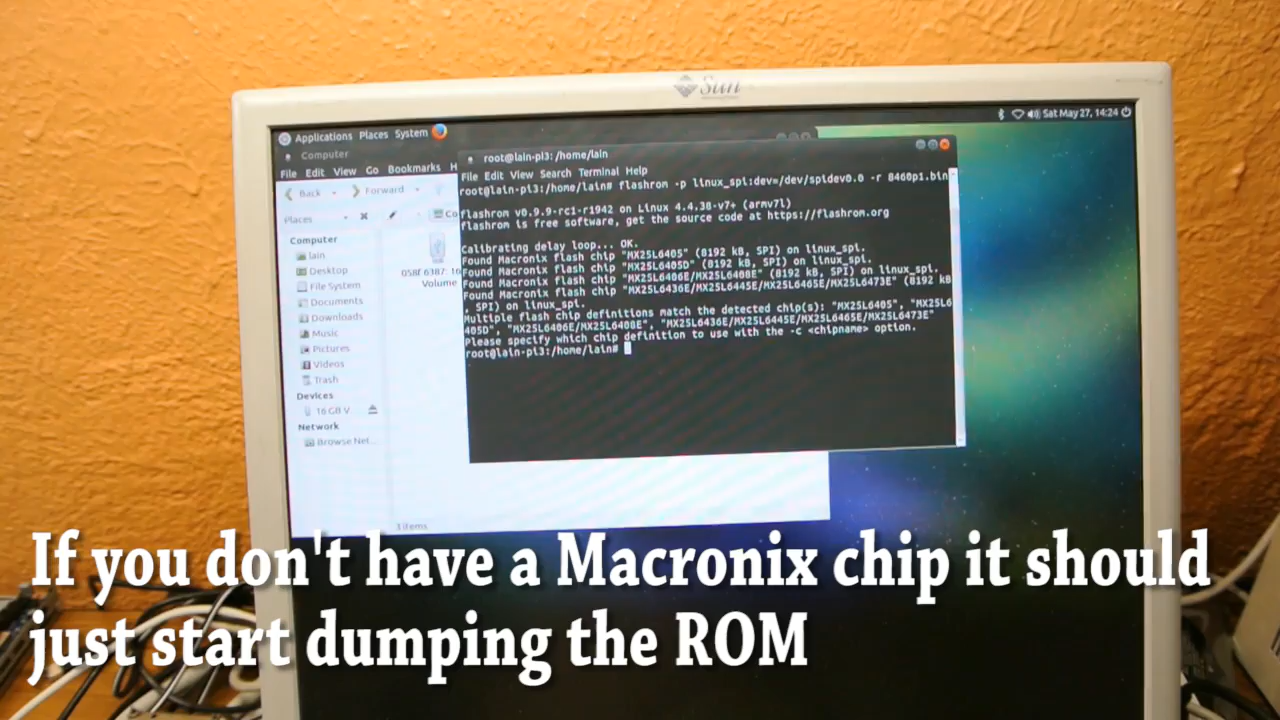 Sun
Applications Places System
Sat May 27, 14:24
Computer
File Edit View Go Bookmarks H
Back Forward
Places
Computer
lain
Desktop
File System
Documents
Downloads
Music
Pictures
Videos
Trash
Devices
16 GB V
Network
Browse Net...
058F 6387: 16
Volume
3 items
root@lain-pi3: /home/lain
File Edit View Search Terminal Help
root@lain-pi3:/home/lain# flashrom -p linux_spi:dev=/dev/spidev0.0 -r 8460p1.bin
flashrom v0.9.9-rc1-r1942 on Linux 4.4.38-v7+ (armv7l)
flashrom is free software, get the source code at https://flashrom.org
Calibrating delay loop... OK.
Found Macronix flash chip "MX25L6405" (8192 kB, SPI) on linux_spi.
Found Macronix flash chip "MX25L6405D" (8192 kB, SPI) on linux_spi.
Found Macronix flash chip "MX25L6406E/MX25L6408E" (8192 kB, SPI) on linux_spi.
Found Macronix flash chip "MX25L6436E/MX25L6445E/MX25L6465E/MX25L6473E" (8192 kB
, SPI) on linux_spi.
Multiple flash chip definitions match the detected chip(s): "MX25L6405", "MX25L6
405D", "MX25L6406E/MX25L6408E", "MX25L6436E/MX25L6445E/MX25L6465E/MX25L6473E"
Please specify which chip definition to use with the -c <chipname> option.
root@lain-pi3:/home/lain#
If you don't have a Macronix chip it should
just start dumping the ROM